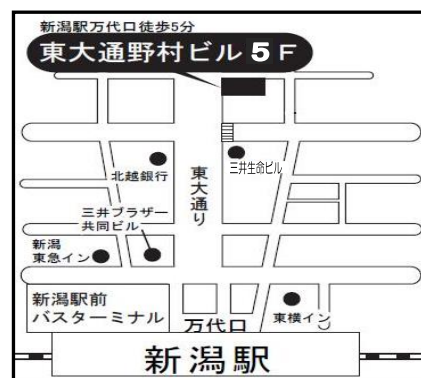 新潟駅万代口徒歩5分
東大通野村ビル 5F
北越銀行
三井生命ビル
東大通り
三井ブラザー
共同ビル
新潟
東急イン
新潟駅前
バスターミナル
万代口
東横イン
新潟駅